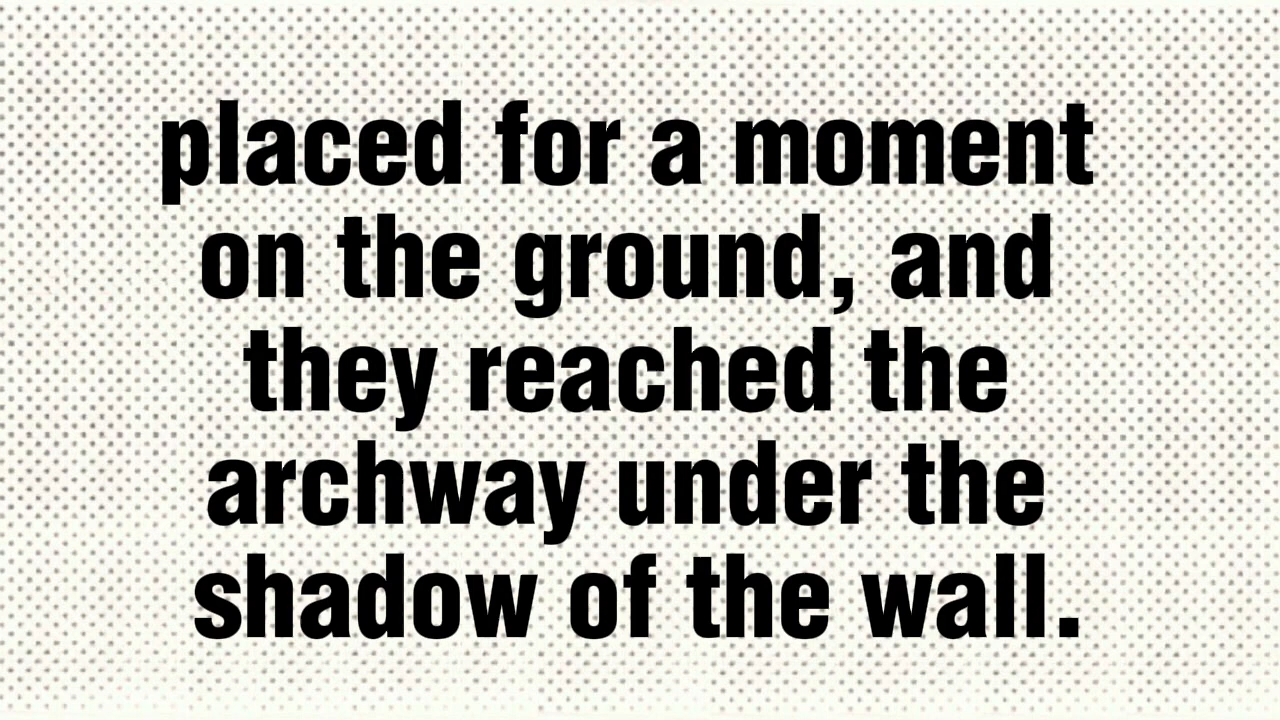 placed for a moment
on the ground, and
they reached the
archway under the
shadow of the wall.